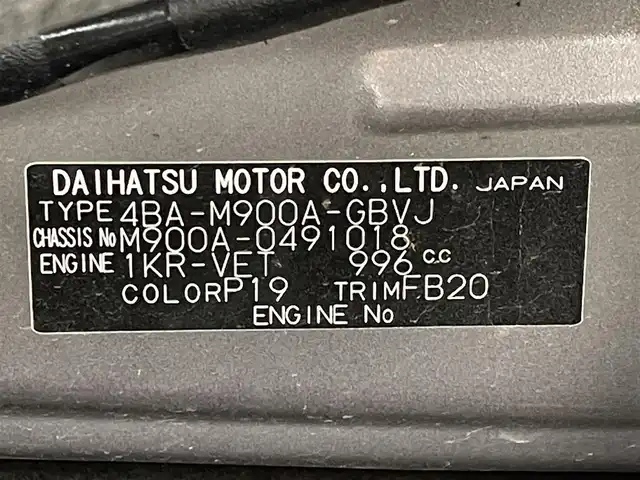 DAIHATSU MOTOR CO.,LTD. JAPAN
TYPE 4BA-M900A-GBVJ
CHASSIS No M900A-0491018
ENGINE 1KR-VET 996 C.C
COLOR P19 TRIM FB20
ENGINE No